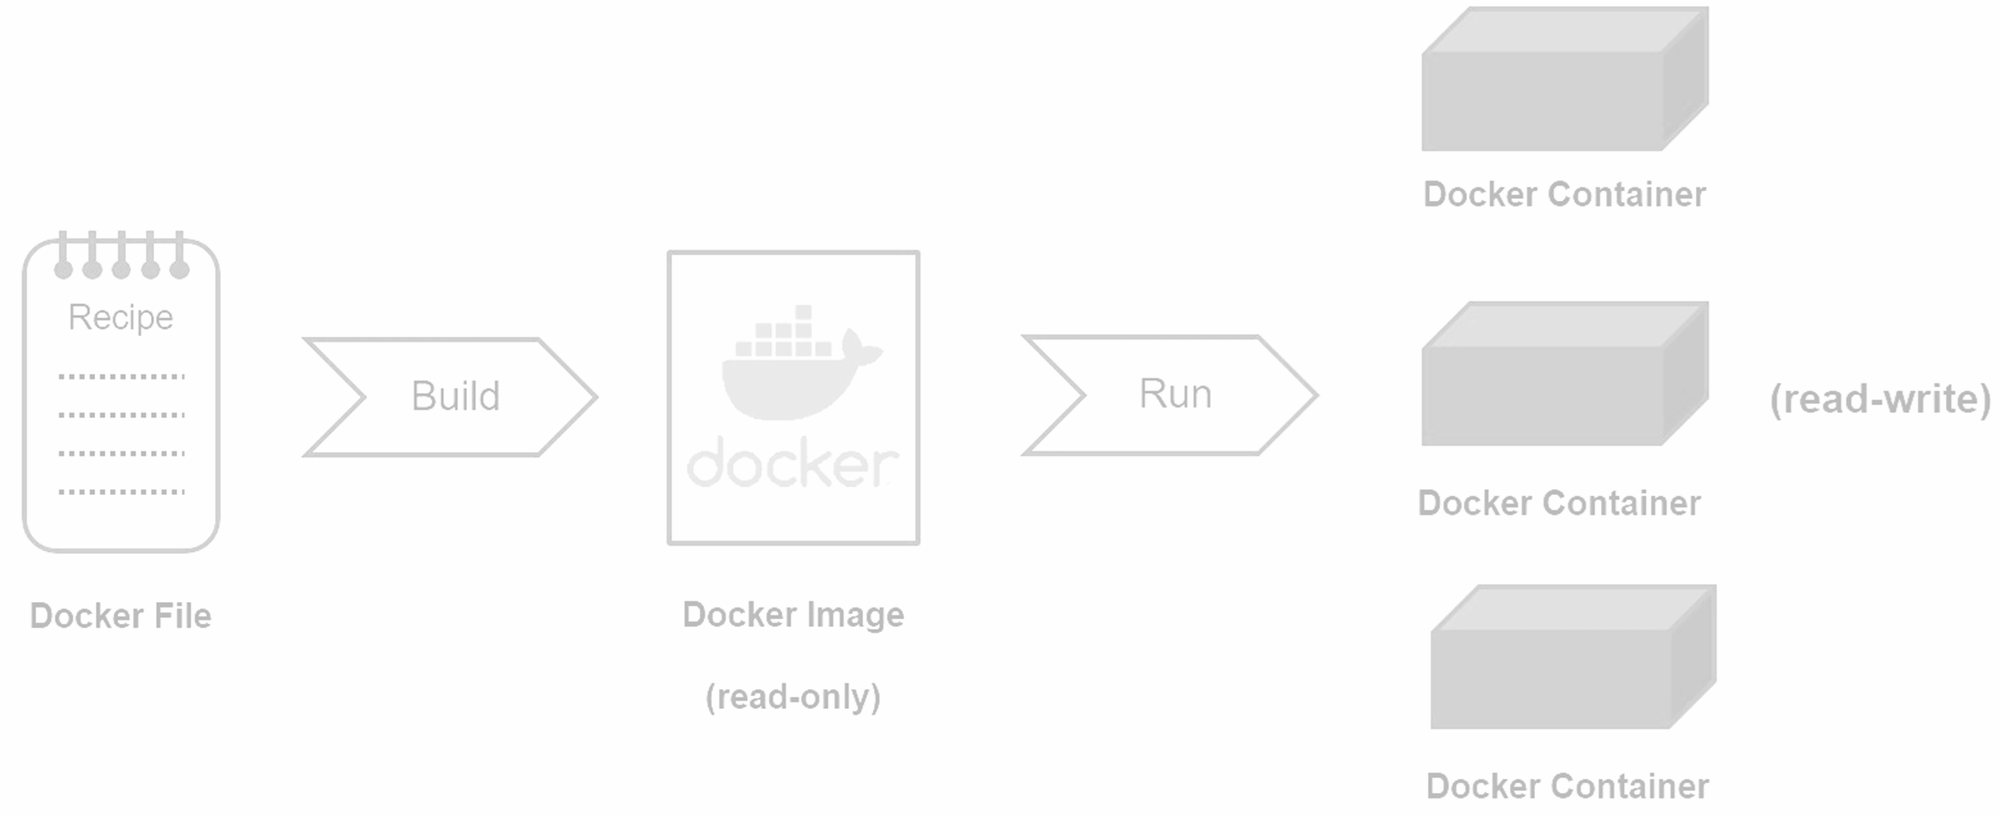 Recipe
Docker File
Build
docker
Docker Image
(read-only)
Run
Docker Container
Docker Container
(read-write)
Docker Container